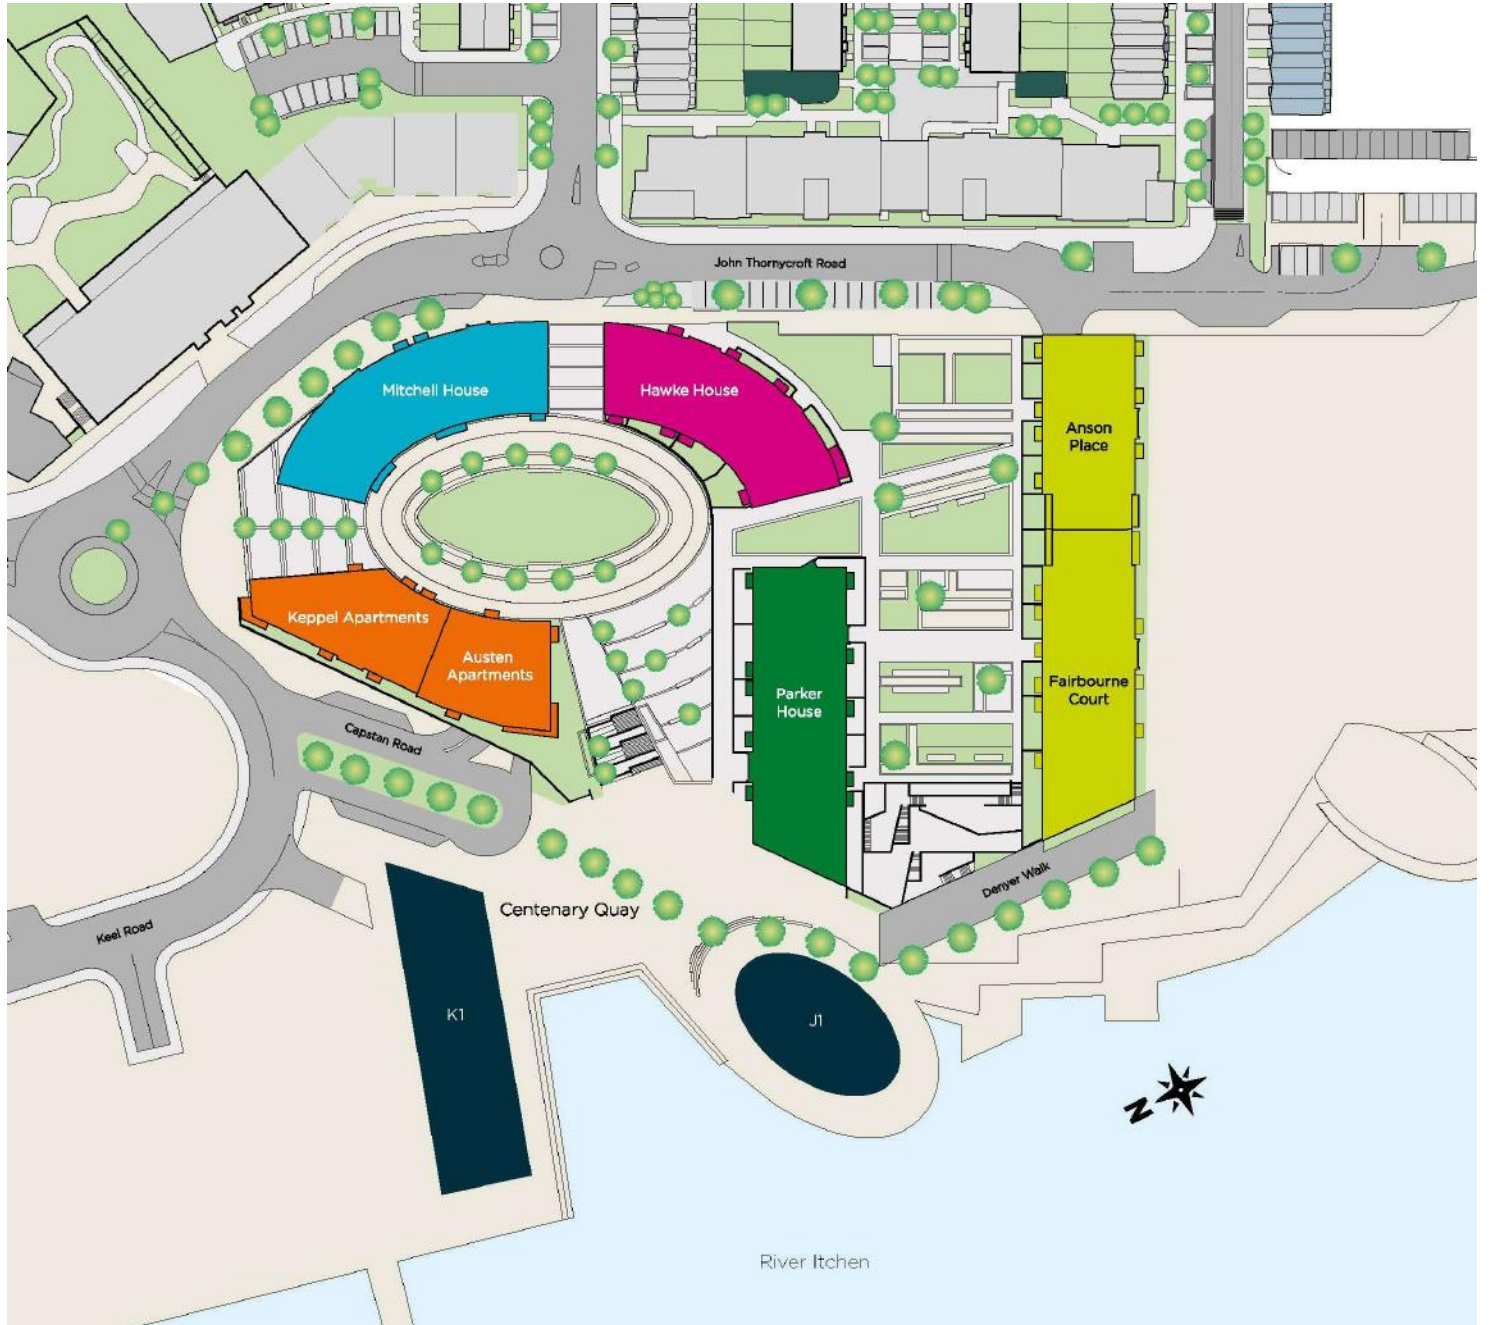 John Thornycroft Road
Mitchell House
Hawke House
Anson
Place
Keppel Apartments
Austen
Apartments
Parker
House
Fairbourne
Court
Capstan Road
Denyer Walk
Centenary Quay
Keel Road
K1
J1
N
River Itchen